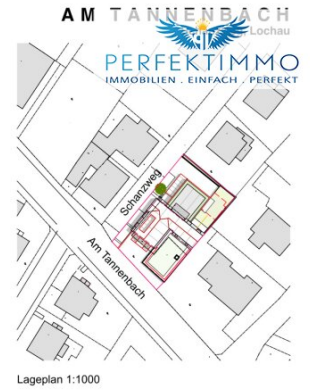 AM TANNENBACH
Lochau
PERFEKTIMMO
IMMOBILIEN . EINFACH . PERFEKT
Schanzweg
Am Tannenbach
Lageplan 1:1000